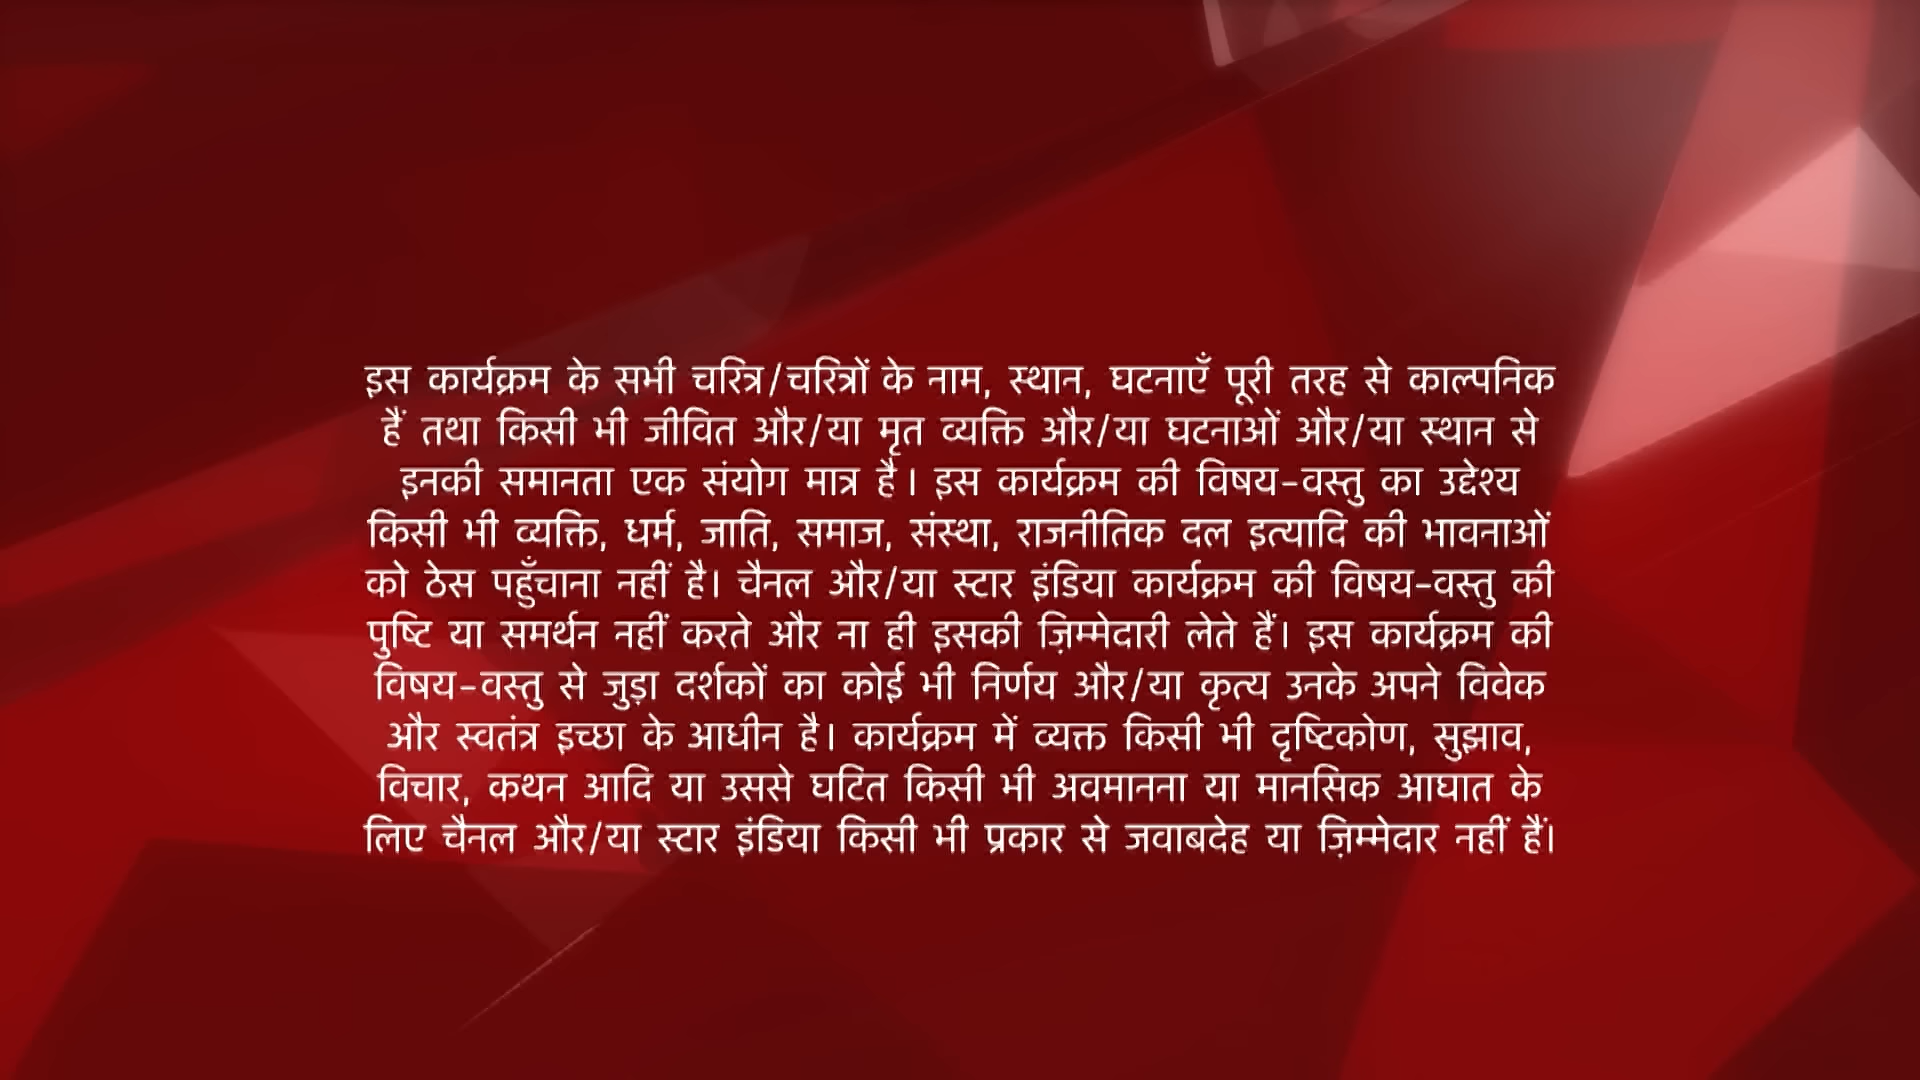 इस कार्यक्रम के सभी चरित्र/चरित्रों के नाम, स्थान, घटनाएँ पूरी तरह से काल्पनिक
हैं तथा किसी भी जीवित और/या मृत व्यक्ति और/या घटनाओं और/या स्थान से
इनकी समानता एक संयोग मात्र है। इस कार्यक्रम की विषय-वस्तु का उद्देश्य
किसी भी व्यक्ति, धर्म, जाति, समाज, संस्था, राजनीतिक दल इत्यादि की भावनाओं
को ठेस पहुँचाना नहीं है। चैनल और/या स्टार इंडिया कार्यक्रम की विषय-वस्तु की
पुष्टि या समर्थन नहीं करते और ना ही इसकी ज़िम्मेदारी लेते हैं। इस कार्यक्रम की
विषय-वस्तु से जुड़ा दर्शकों का कोई भी निर्णय और/या कृत्य उनके अपने विवेक
और स्वतंत्र इच्छा के आधीन है। कार्यक्रम में व्यक्त किसी भी दृष्टिकोण, सुझाव,
विचार, कथन आदि या उससे घटित किसी भी अवमानना या मानसिक आघात के
लिए चैनल और/या स्टार इंडिया किसी भी प्रकार से जवाबदेह या ज़िम्मेदार नहीं हैं।